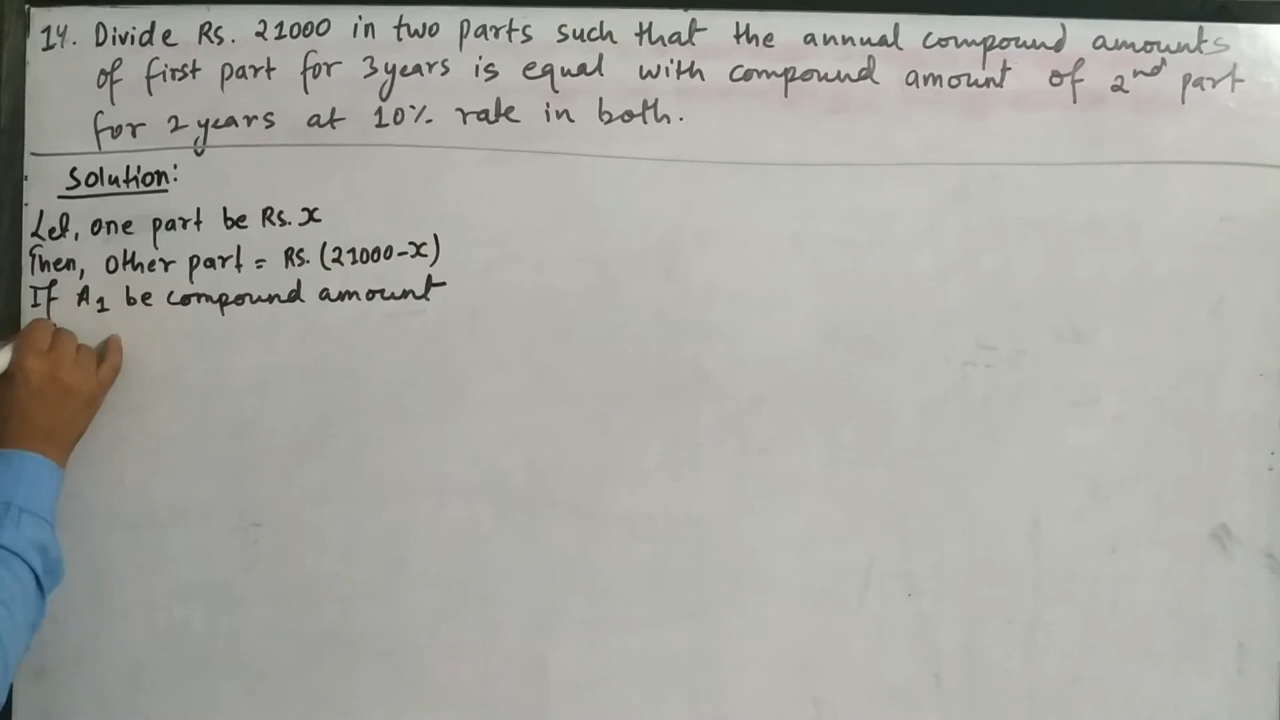 14. Divide Rs. 21000 in two parts such that the annual compound amounts
of first part for 3 years is equal with compound amount of 2nd part
for 2 years at 10% rate in both.
Solution:
Let, one part be Rs. x
Then, other part = Rs. (21000-x)
If A1 be compound amount